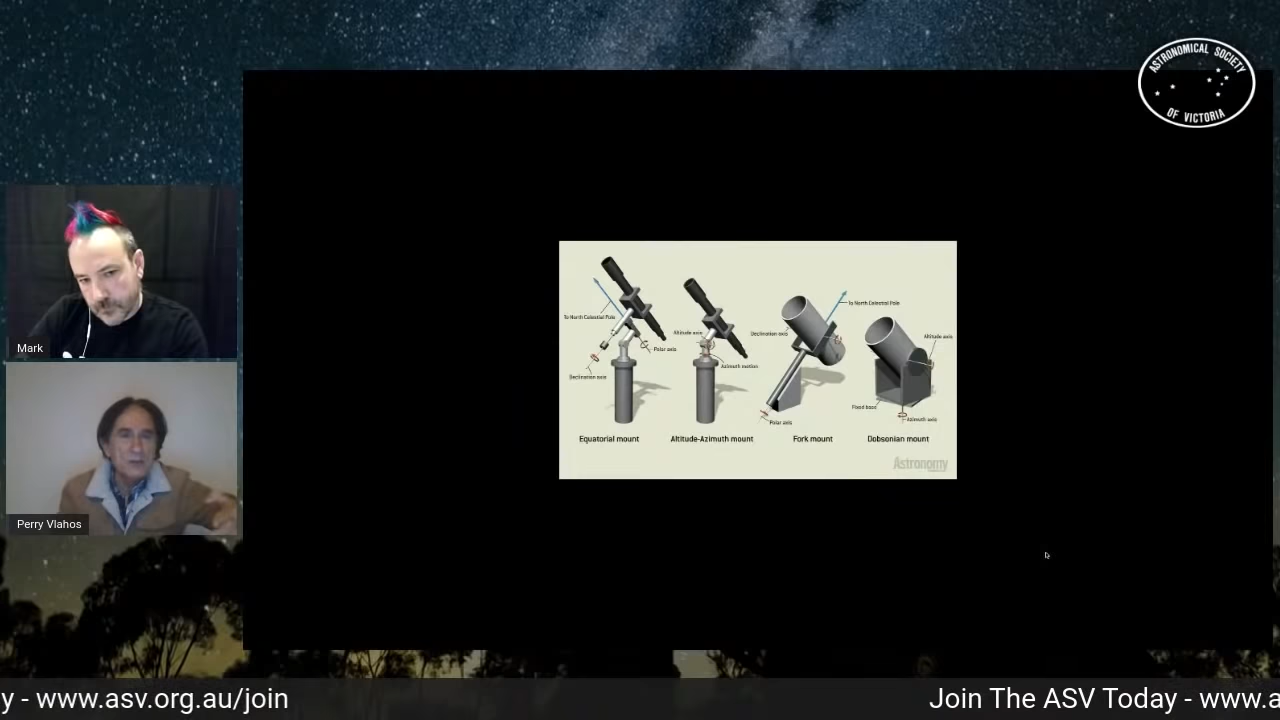 ASTRONOMICAL SOCIETY
OF VICTORIA
Mark
Perry Vlahos
To North Celestial Pole
Polar axis
Declination axis
Equatorial mount
Altitude axis
Azimuth motion
Altitude-Azimuth mount
To North Celestial Pole
Declination axis
Polar axis
Fork mount
Altitude axis
Fixed base
Azimuth axis
Dobsonian mount
Astronomy
y - www.asv.org.au/join
Join The ASV Today - www.a